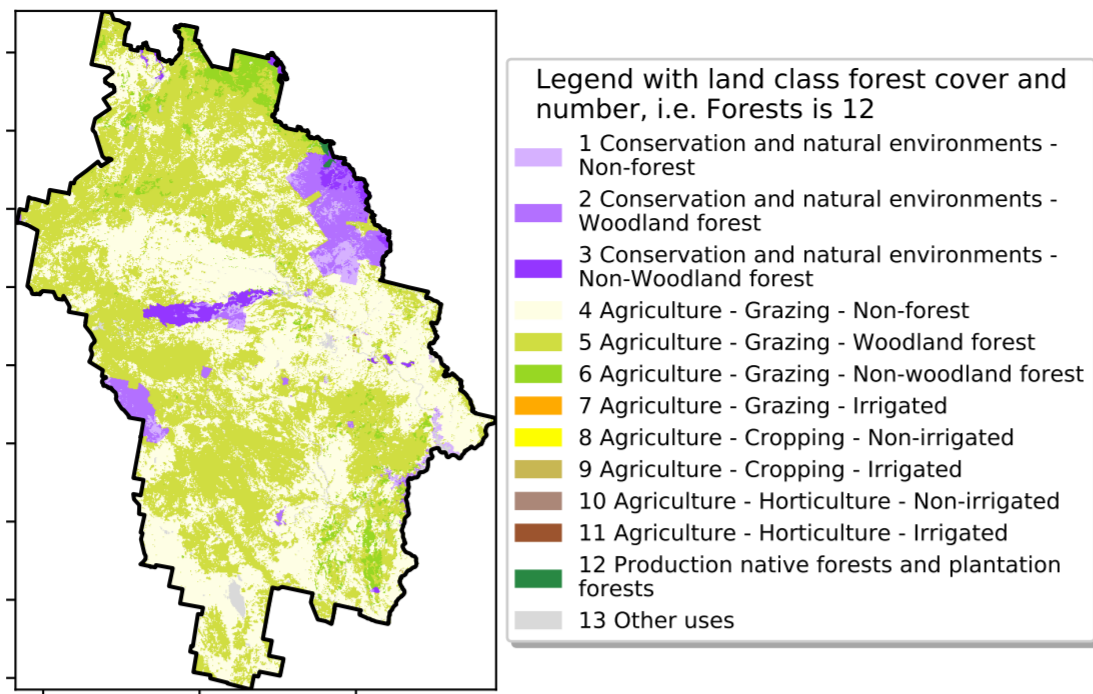 Legend with land class forest cover and
number, i.e. Forests is 12
1 Conservation and natural environments -
Non-forest
2 Conservation and natural environments -
Woodland forest
3 Conservation and natural environments -
Non-Woodland forest
4 Agriculture - Grazing - Non-forest
5 Agriculture - Grazing - Woodland forest
6 Agriculture - Grazing - Non-woodland forest
7 Agriculture - Grazing - Irrigated
8 Agriculture - Cropping - Non-irrigated
9 Agriculture - Cropping - Irrigated
10 Agriculture - Horticulture - Non-irrigated
11 Agriculture - Horticulture - Irrigated
12 Production native forests and plantation
forests
13 Other uses